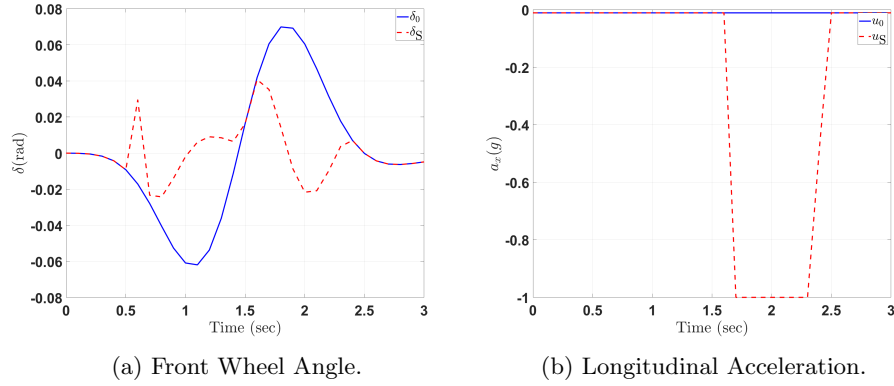 0.08
0.06
0.04
0.02
0
-0.02
-0.04
-0.06
-0.08
δ(rad)
0
0.5
1
1.5
2
2.5
3
Time (sec)
δ₀
δ_S
(a) Front Wheel Angle.
0
-0.2
-0.4
-0.6
-0.8
-1
aₓ(g)
0
0.5
1
1.5
2
2.5
3
Time (sec)
u₀
u_S
(b) Longitudinal Acceleration.